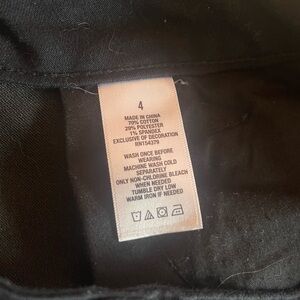 4
MADE IN CHINA
70% COTTON
29% POLYESTER
1% SPANDEX
EXCLUSIVE OF DECORATION
RN154379
WASH ONCE BEFORE
WEARING
MACHINE WASH COLD
SEPARATELY
ONLY NON-CHLORINE BLEACH
WHEN NEEDED
TUMBLE DRY LOW
WARM IRON IF NEEDED